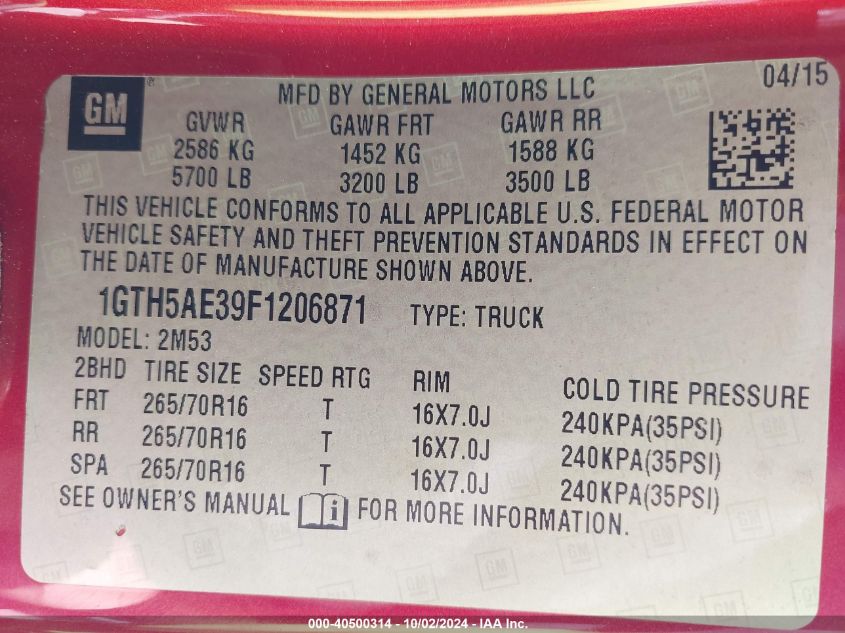 GM
MFD BY GENERAL MOTORS LLC
04/15
GVWR GAWR FRT GAWR RR
2586 KG 1452 KG 1588 KG
5700 LB 3200 LB 3500 LB
THIS VEHICLE CONFORMS TO ALL APPLICABLE U.S. FEDERAL MOTOR
VEHICLE SAFETY AND THEFT PREVENTION STANDARDS IN EFFECT ON
THE DATE OF MANUFACTURE SHOWN ABOVE.
1GTH5AE39F1206871 TYPE: TRUCK
MODEL: 2M53
2BHD TIRE SIZE SPEED RTG RIM COLD TIRE PRESSURE
FRT 265/70R16 T 16X7.0J 240KPA(35PSI)
RR 265/70R16 T 16X7.0J 240KPA(35PSI)
SPA 265/70R16 T 16X7.0J 240KPA(35PSI)
SEE OWNER'S MANUAL i FOR MORE INFORMATION.
000-40500314 - 10/02/2024 - IAA Inc.